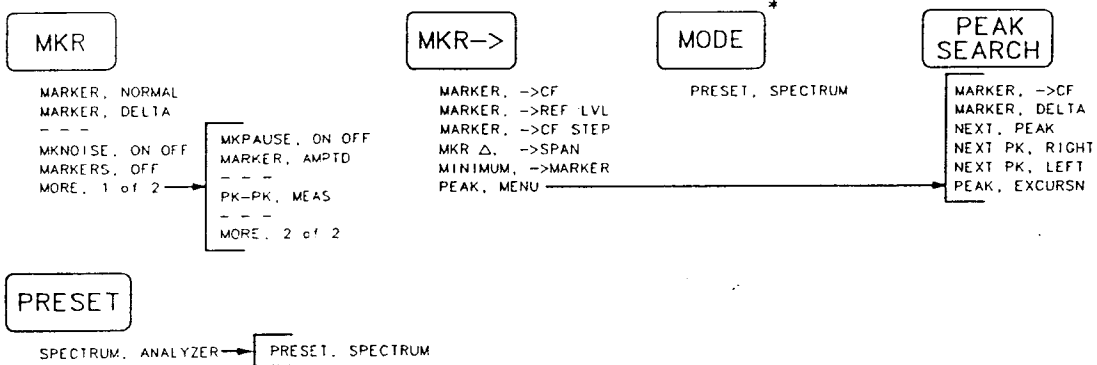 MKR
MARKER, NORMAL
MARKER, DELTA
– – –
MKNOISE, ON OFF
MARKERS, OFF
MORE, 1 of 2
MKPAUSE, ON OFF
MARKER, AMPTD
– – –
PK–PK, MEAS
– – –
MORE, 2 of 2
MKR–>
MARKER, –>CF
MARKER, –>REF LVL
MARKER, –>CF STEP
MKR △, –>SPAN
MINIMUM, –>MARKER
PEAK, MENU
*
MODE
PRESET, SPECTRUM
PEAK
SEARCH
MARKER, –>CF
MARKER, DELTA
NEXT, PEAK
NEXT PK, RIGHT
NEXT PK, LEFT
PEAK, EXCURSN
PRESET
SPECTRUM, ANALYZER
PRESET, SPECTRUM